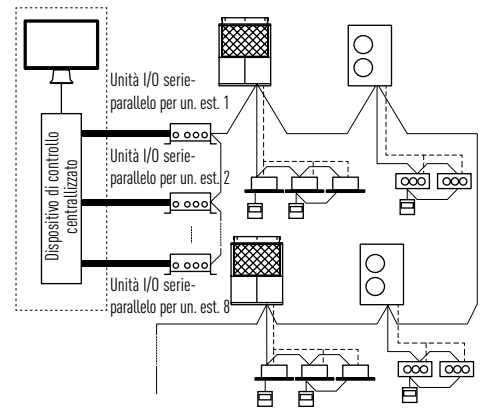 Unità I/O serie-
parallelo per un. est. 1
Unità I/O serie-
parallelo per un. est. 2
Dispositivo di controllo
centrallizzato
Unità I/O serie-
parallelo per un. est. 8